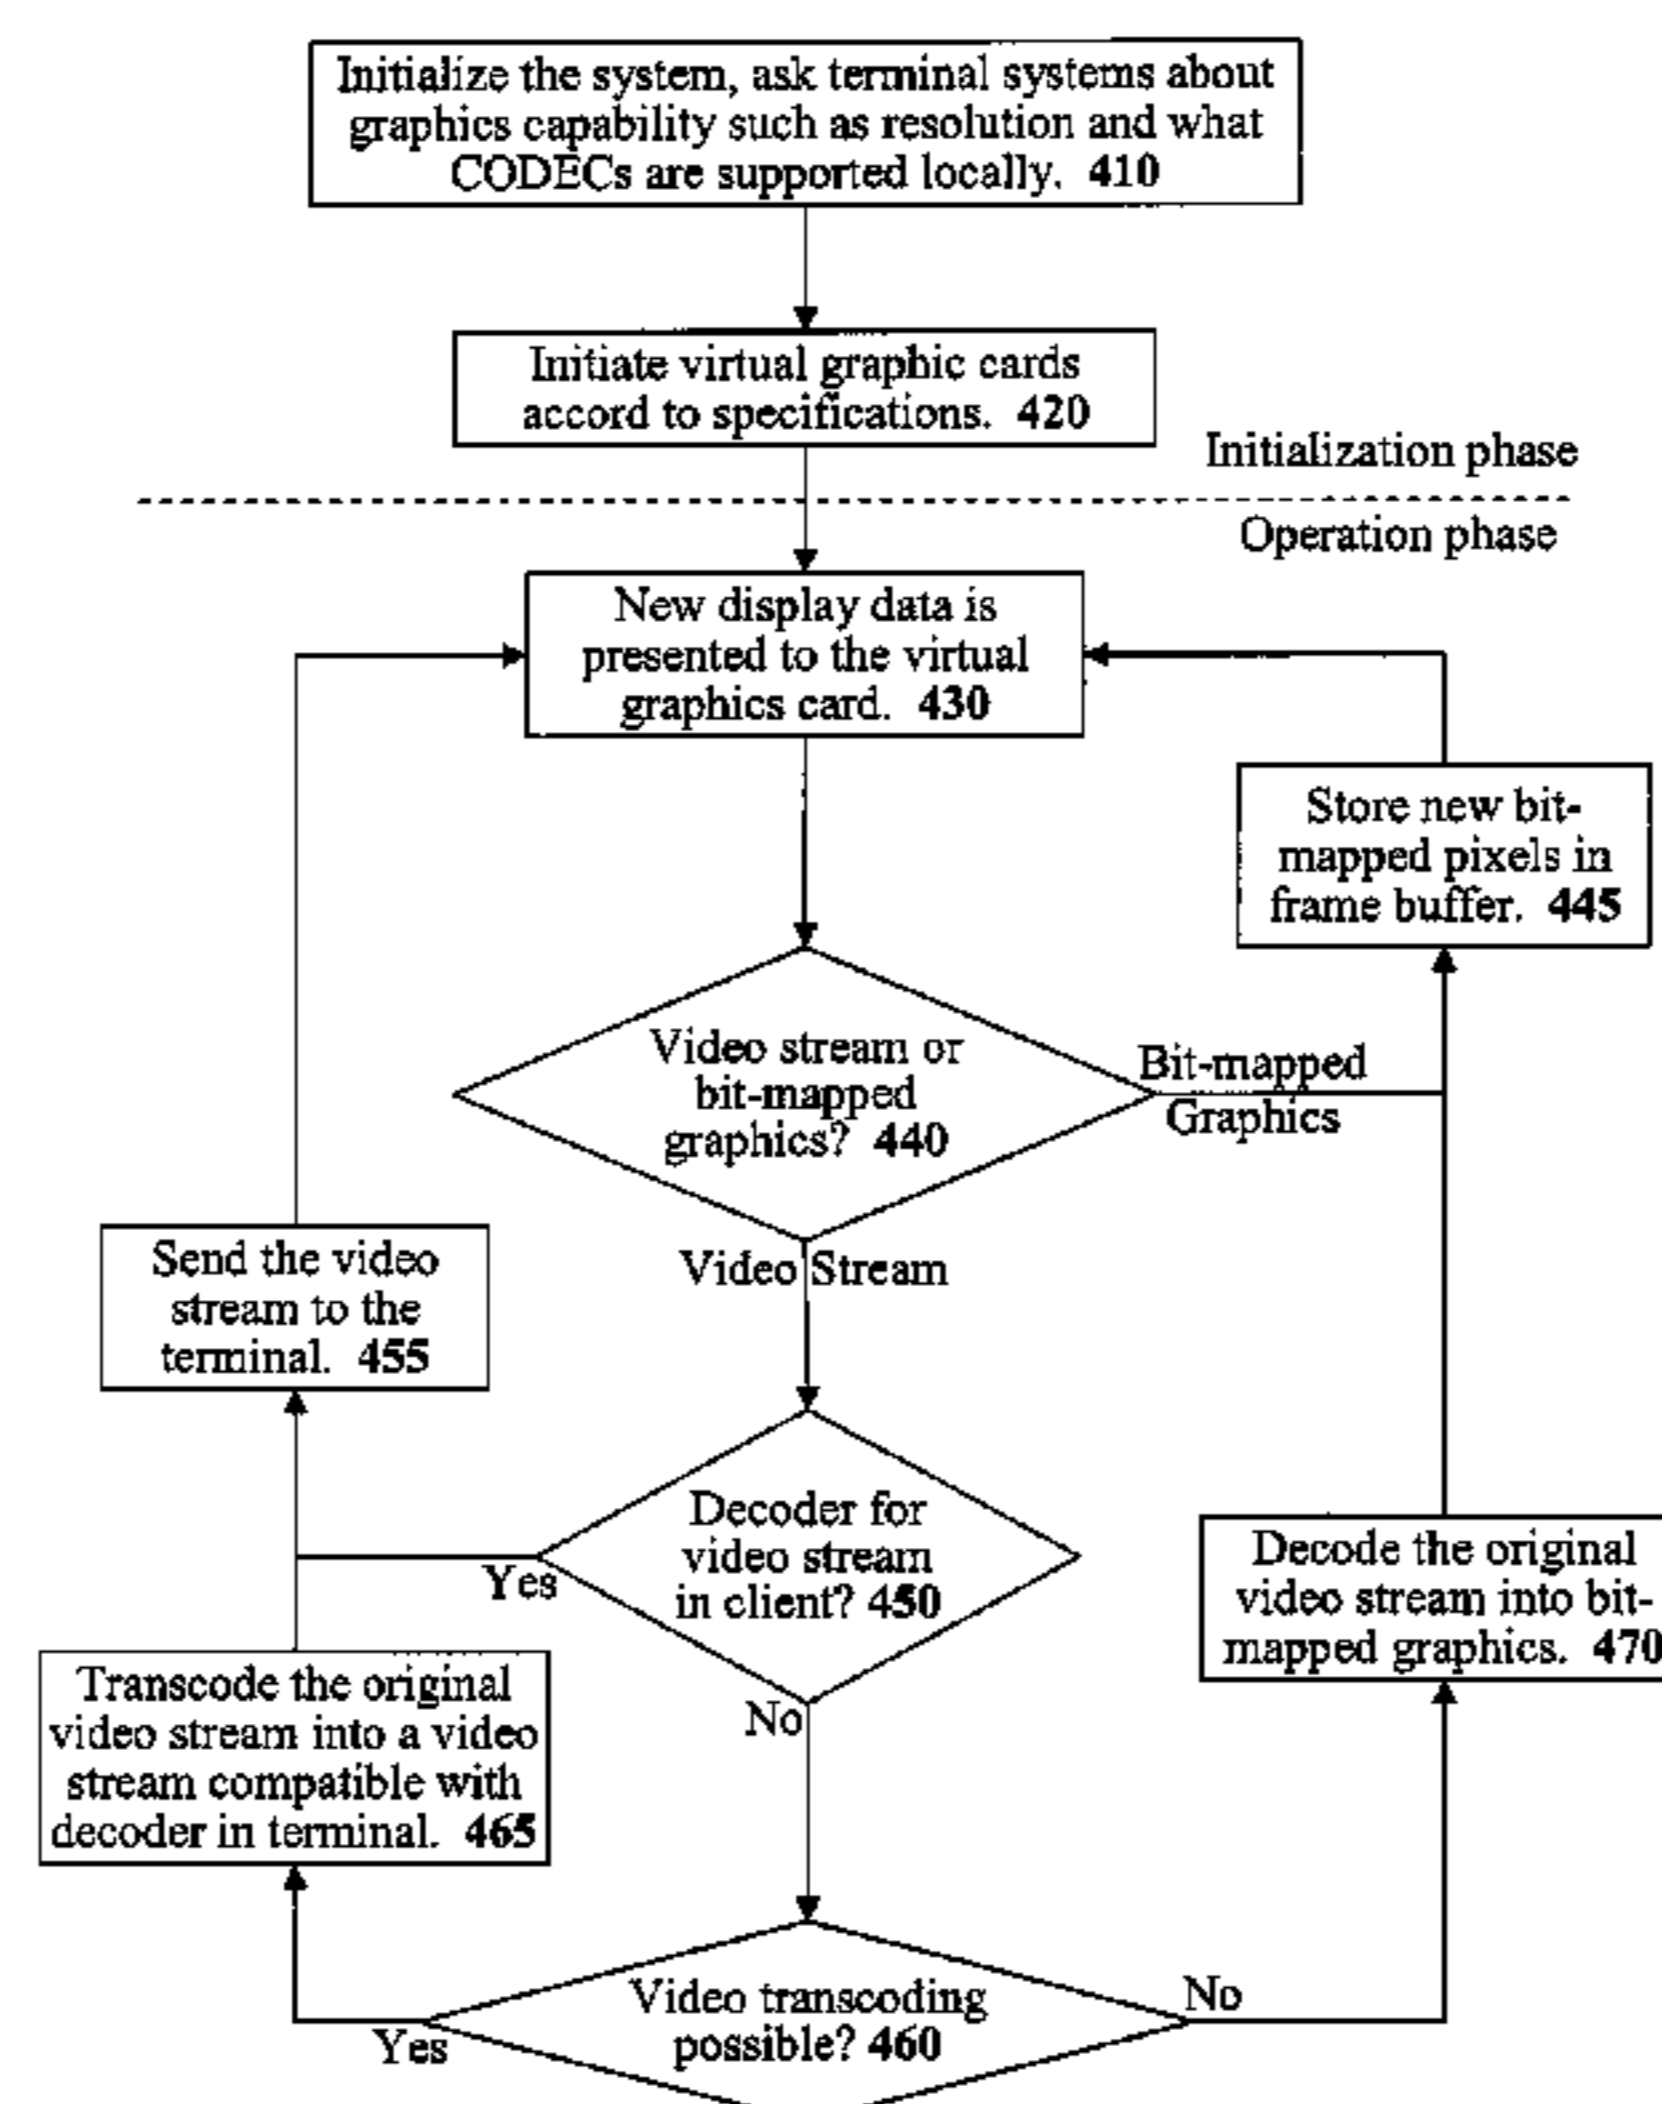 Initialize the system, ask terminal systems about
graphics capability such as resolution and what
CODECs are supported locally. 410
Initiate virtual graphic cards
accord to specifications. 420
Initialization phase
Operation phase
New display data is
presented to the virtual
graphics card. 430
Store new bit-
mapped pixels in
frame buffer. 445
Video stream or
bit-mapped
graphics? 440
Bit-mapped
Graphics
Send the video
stream to the
terminal. 455
Video Stream
Decoder for
video stream
in client? 450
Yes
No
Decode the original
video stream into bit-
mapped graphics. 470
Transcode the original
video stream into a video
stream compatible with
decoder in terminal. 465
Video transcoding
possible? 460
Yes
No